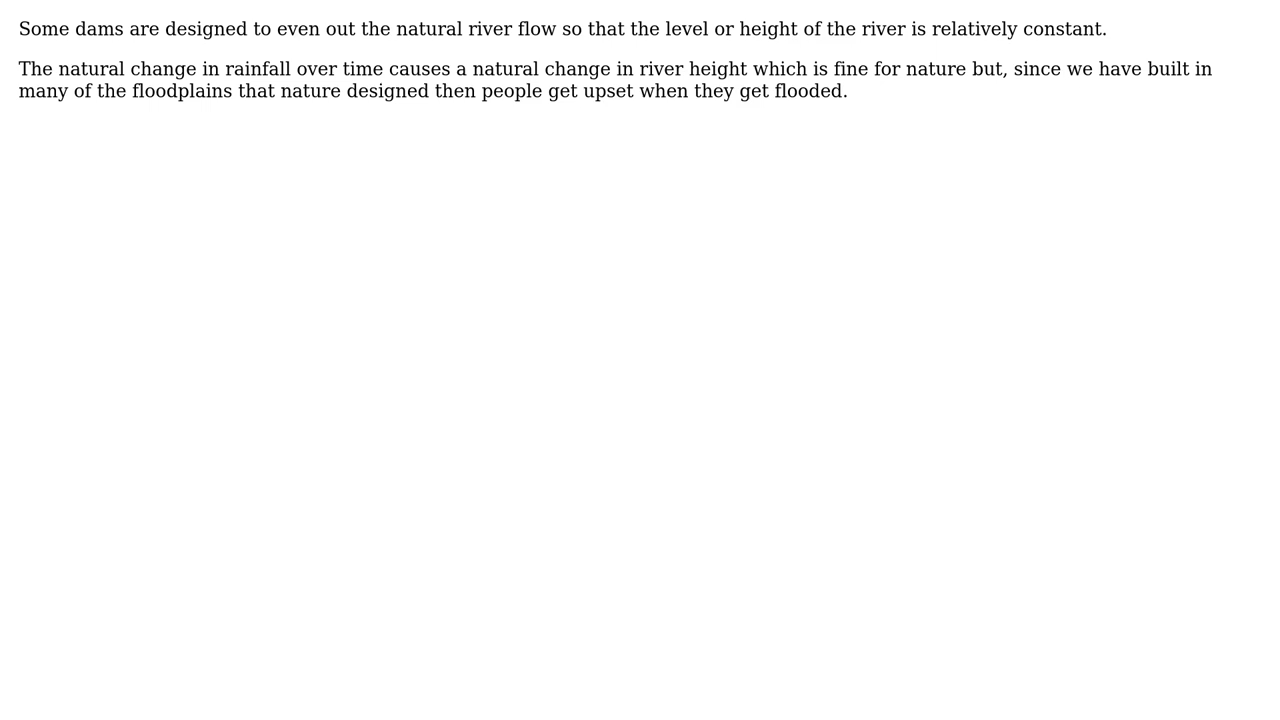 Some dams are designed to even out the natural river flow so that the level or height of the river is relatively constant.
The natural change in rainfall over time causes a natural change in river height which is fine for nature but, since we have built in
many of the floodplains that nature designed then people get upset when they get flooded.